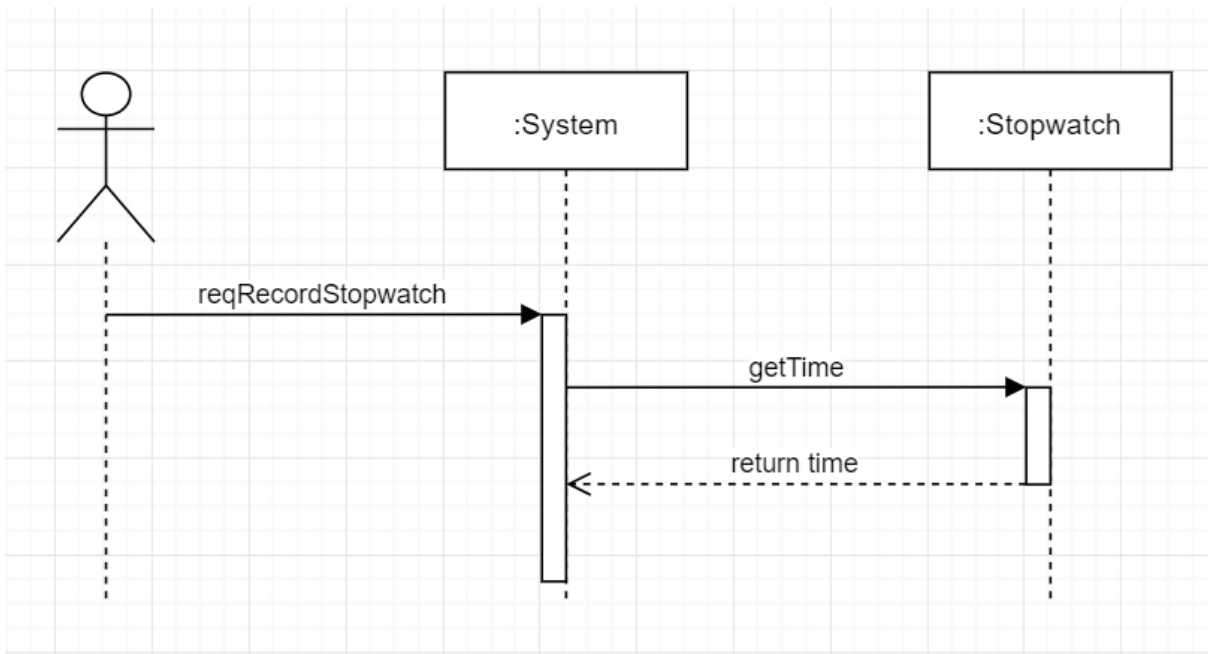 :System
:Stopwatch
reqRecordStopwatch
getTime
return time